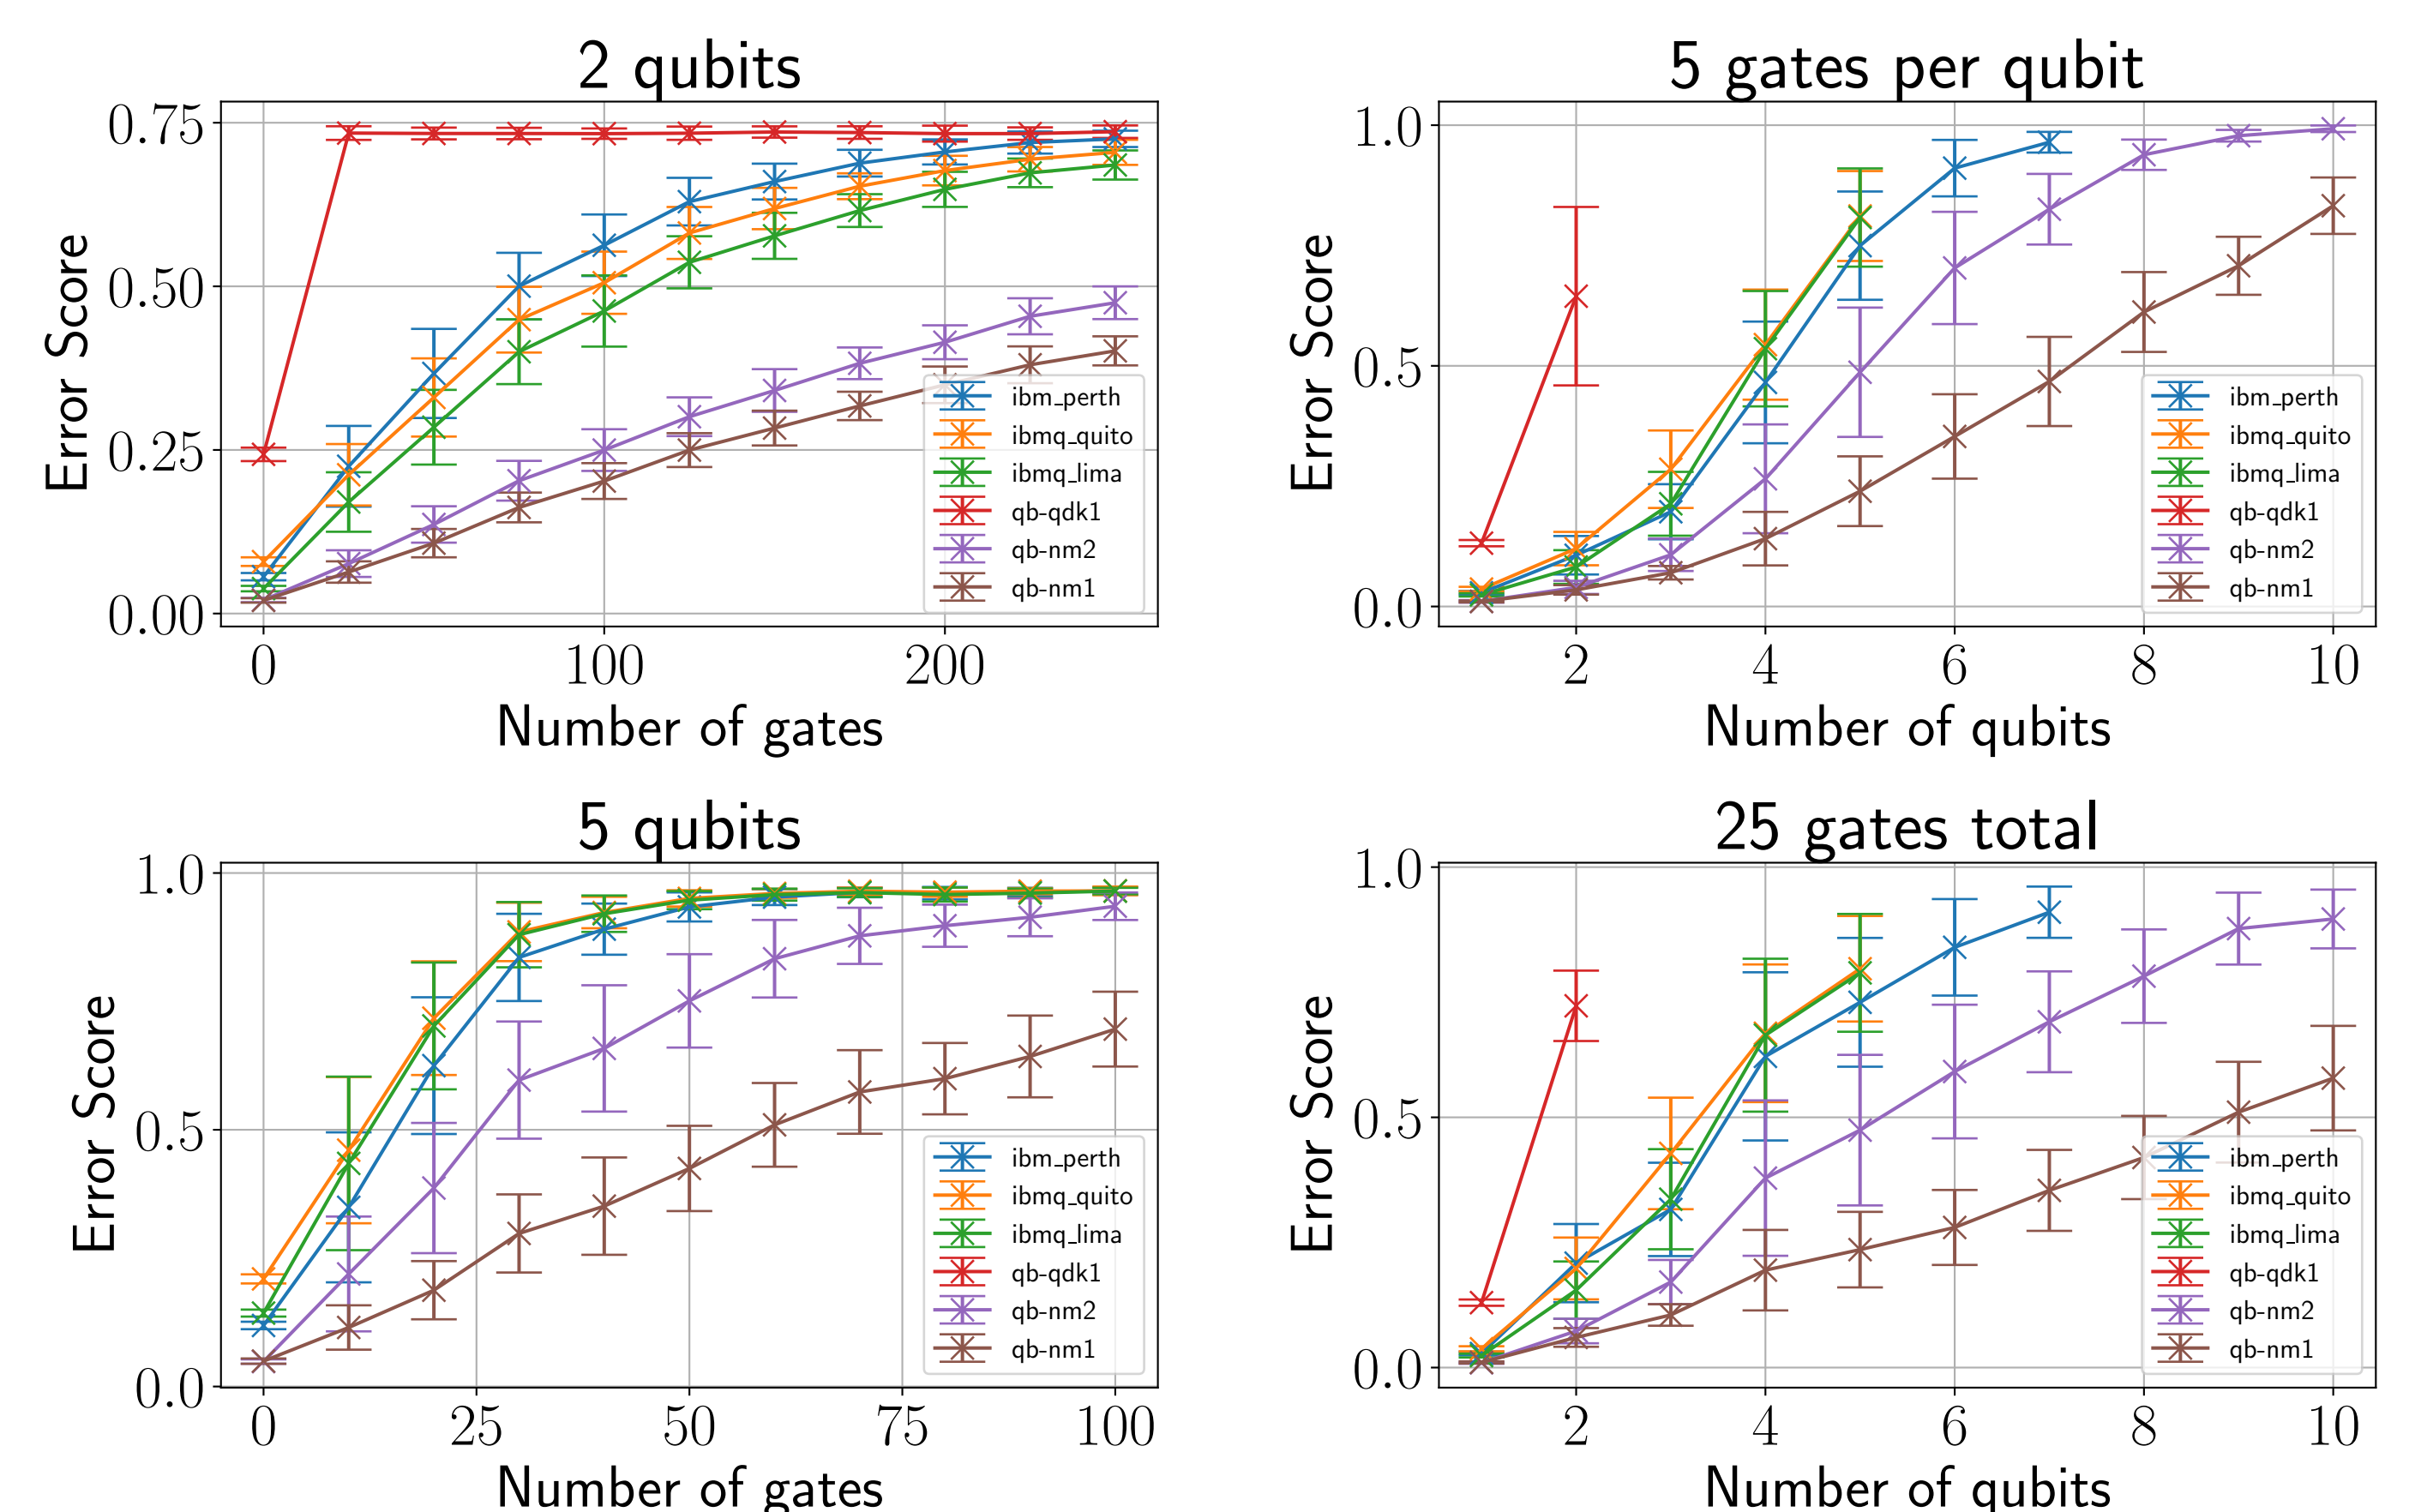 2 qubits
0.75
0.50
0.25
0.00
Error Score
0
100
200
Number of gates
ibm_perth
ibmq_quito
ibmq_lima
qb-qdk1
qb-nm2
qb-nm1
5 gates per qubit
1.0
0.5
0.0
Error Score
2
4
6
8
10
Number of qubits
ibm_perth
ibmq_quito
ibmq_lima
qb-qdk1
qb-nm2
qb-nm1
5 qubits
1.0
0.5
0.0
Error Score
0
25
50
75
100
Number of gates
ibm_perth
ibmq_quito
ibmq_lima
qb-qdk1
qb-nm2
qb-nm1
25 gates total
1.0
0.5
0.0
Error Score
2
4
6
8
10
Number of qubits
ibm_perth
ibmq_quito
ibmq_lima
qb-qdk1
qb-nm2
qb-nm1